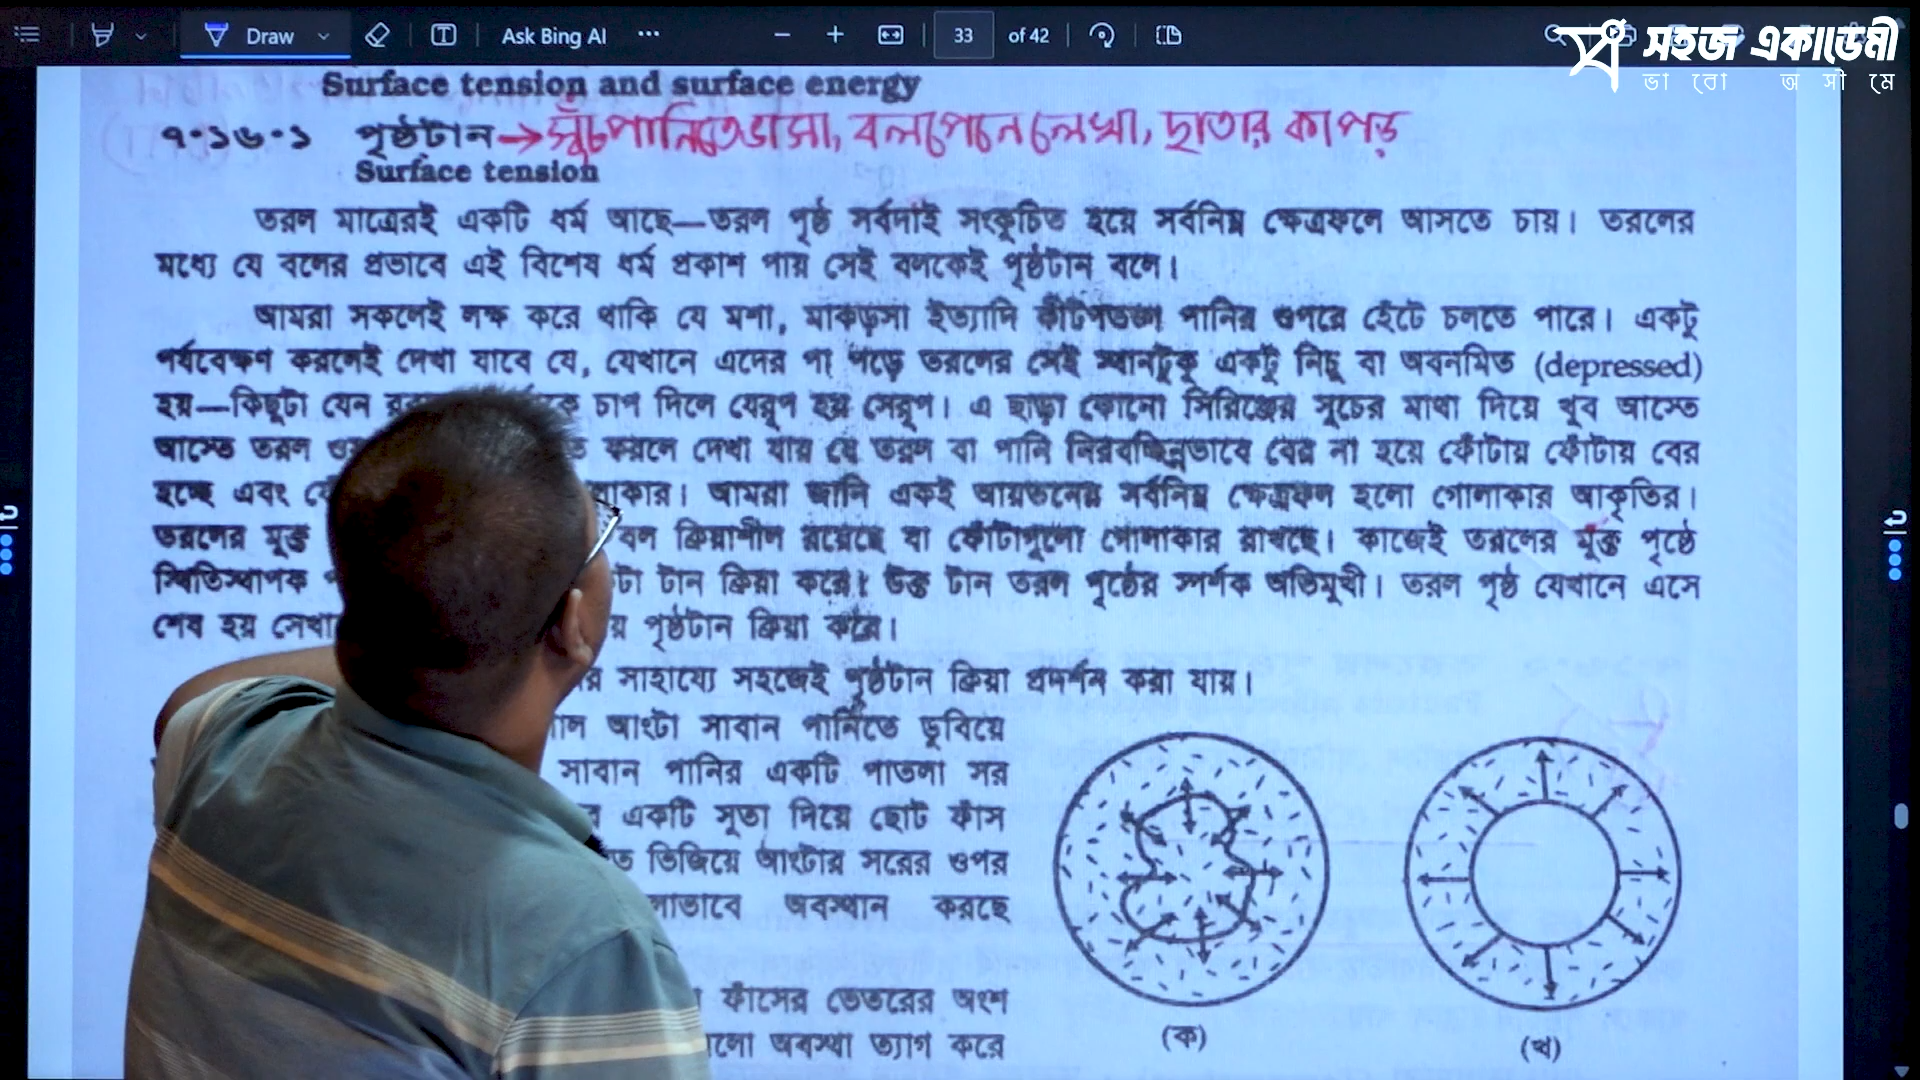 Draw
Ask Bing AI
33 of 42
সহজ একাডেমী
ভাবো অসীমে
Surface tension and surface energy
৭·১৬·১ পৃষ্ঠটান → সুঁচ পানিতে ভাসা, বলপেনে লেখা, ছাতার কাপড়
Surface tension
তরল মাত্রেরই একটি ধর্ম আছে—তরল পৃষ্ঠ সর্বদাই সংকুচিত হয়ে সর্বনিম্ন ক্ষেত্রফলে আসতে চায়। তরলের
মধ্যে যে বলের প্রভাবে এই বিশেষ ধর্ম প্রকাশ পায় সেই বলকেই পৃষ্ঠটান বলে।
আমরা সকলেই লক্ষ করে থাকি যে মশা, মাকড়সা ইত্যাদি কীটপতঙ্গ পানির ওপরে হেঁটে চলতে পারে। একটু
পর্যবেক্ষণ করলেই দেখা যাবে যে, যেখানে এদের পা পড়ে তরলের সেই স্থানটুকু একটু নিচু বা অবনমিত (depressed)
হয়—কিছুটা যেন চাপ দিলে যেরূপ হয় সেরূপ। এ ছাড়া কোনো সিরিঞ্জের সুচের মাথা দিয়ে খুব আস্তে
আস্তে তরল করলে দেখা যায় যে তরল বা পানি নিরবচ্ছিন্নভাবে বের না হয়ে ফোঁটায় ফোঁটায় বের
হচ্ছে এবং আমরা জানি একই আয়তনের সর্বনিম্ন ক্ষেত্রফল হলো গোলাকার আকৃতির।
তরলের মুক্ত বল ক্রিয়াশীল রয়েছে যা ফোঁটাগুলো গোলাকার রাখছে। কাজেই তরলের মুক্ত পৃষ্ঠে
স্থিতিস্থাপক টান ক্রিয়া করে। উক্ত টান তরল পৃষ্ঠের স্পর্শক অভিমুখী। তরল পৃষ্ঠ যেখানে এসে
শেষ হয় পৃষ্ঠটান ক্রিয়া করে।
সাহায্যে সহজেই পৃষ্ঠটান ক্রিয়া প্রদর্শন করা যায়।
আংটা সাবান পানিতে ডুবিয়ে
সাবান পানির একটি পাতলা সর
একটি সুতা দিয়ে ছোট ফাঁস
ভিজিয়ে আংটার সরের ওপর
অবস্থান করছে
ফাঁসের ভেতরের অংশ
অবস্থা ত্যাগ করে
(ক) (খ)